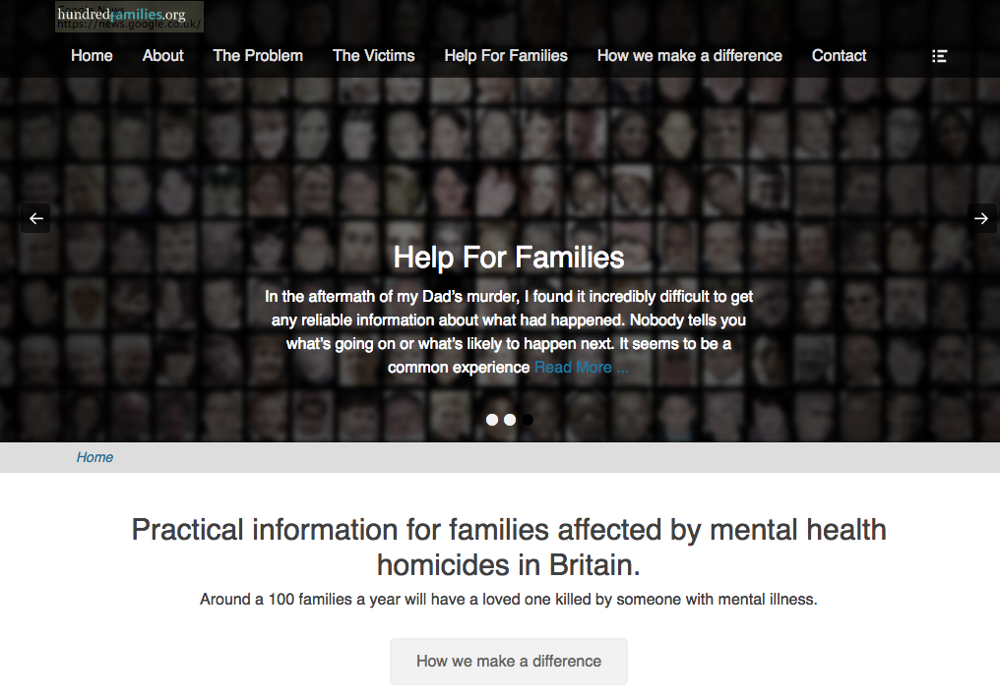 hundredfamilies.org
Google News
https://news.google.co.uk/
Home About The Problem The Victims Help For Families How we make a difference Contact
Help For Families
In the aftermath of my Dad’s murder, I found it incredibly difficult to get
any reliable information about what had happened. Nobody tells you
what’s going on or what’s likely to happen next. It seems to be a
common experience Read More ...
Home
Practical information for families affected by mental health
homicides in Britain.
Around a 100 families a year will have a loved one killed by someone with mental illness.
How we make a difference